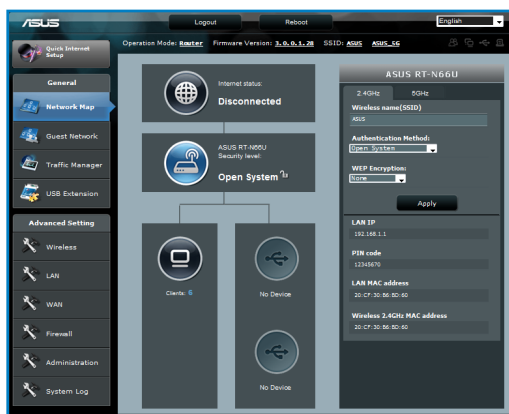 ASUS
Logout
Reboot
English
Quick Internet
Setup
Operation Mode: Router Firmware Version: 3.0.0.1.28 SSID: ASUS ASUS_5G
General
Network Map
Guest Network
Traffic Manager
USB Extension
Advanced Setting
Wireless
LAN
WAN
Firewall
Administration
System Log
Internet status:
Disconnected
ASUS RT-N66U
Security level:
Open System
Clients: 6
No Device
No Device
ASUS RT-N66U
2.4GHz 5GHz
Wireless name(SSID)
ASUS
Authentication Method:
Open System
WEP Encryption:
None
Apply
LAN IP
192.168.1.1
PIN code
12345670
LAN MAC address
20:CF:30:B6:BD:60
Wireless 2.4GHz MAC address
20:CF:30:B6:BD:60